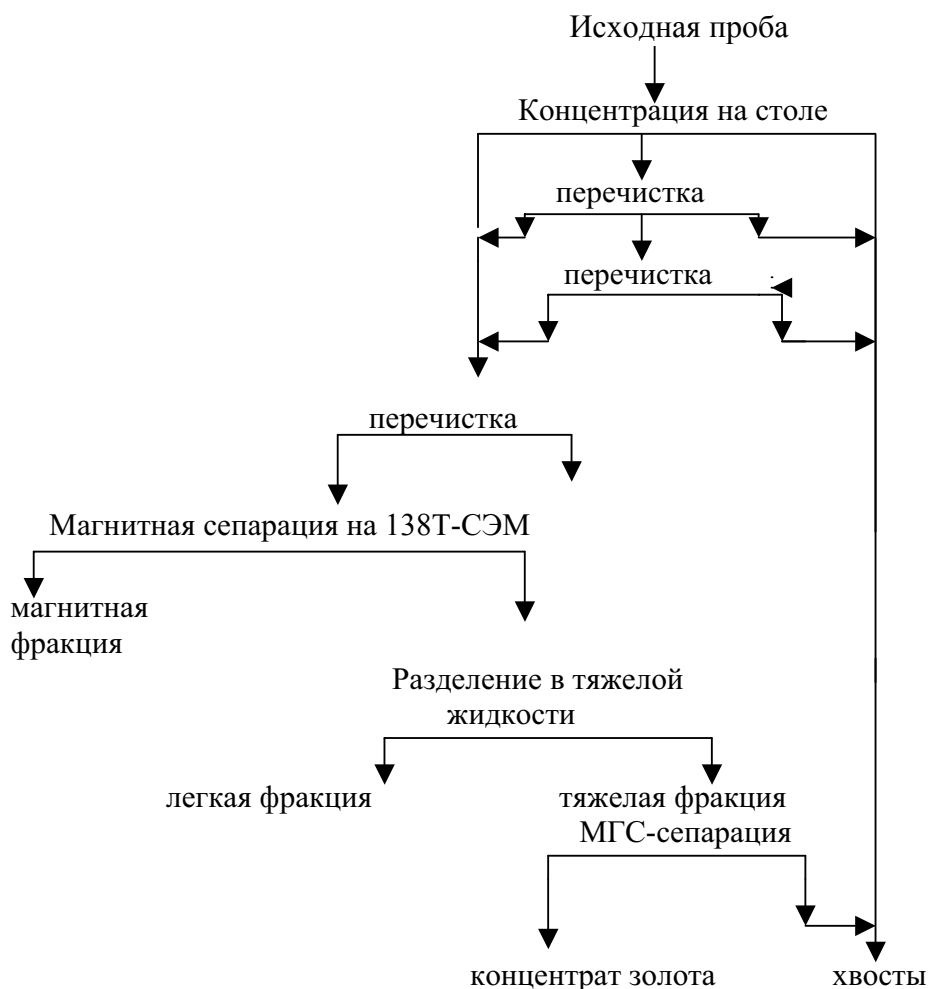 Исходная проба
Концентрация на столе
перечистка
перечистка
перечистка
Магнитная сепарация на 138Т-СЭМ
магнитная
фракция
Разделение в тяжелой
жидкости
легкая фракция
тяжелая фракция
МГС-сепарация
концентрат золота
хвосты